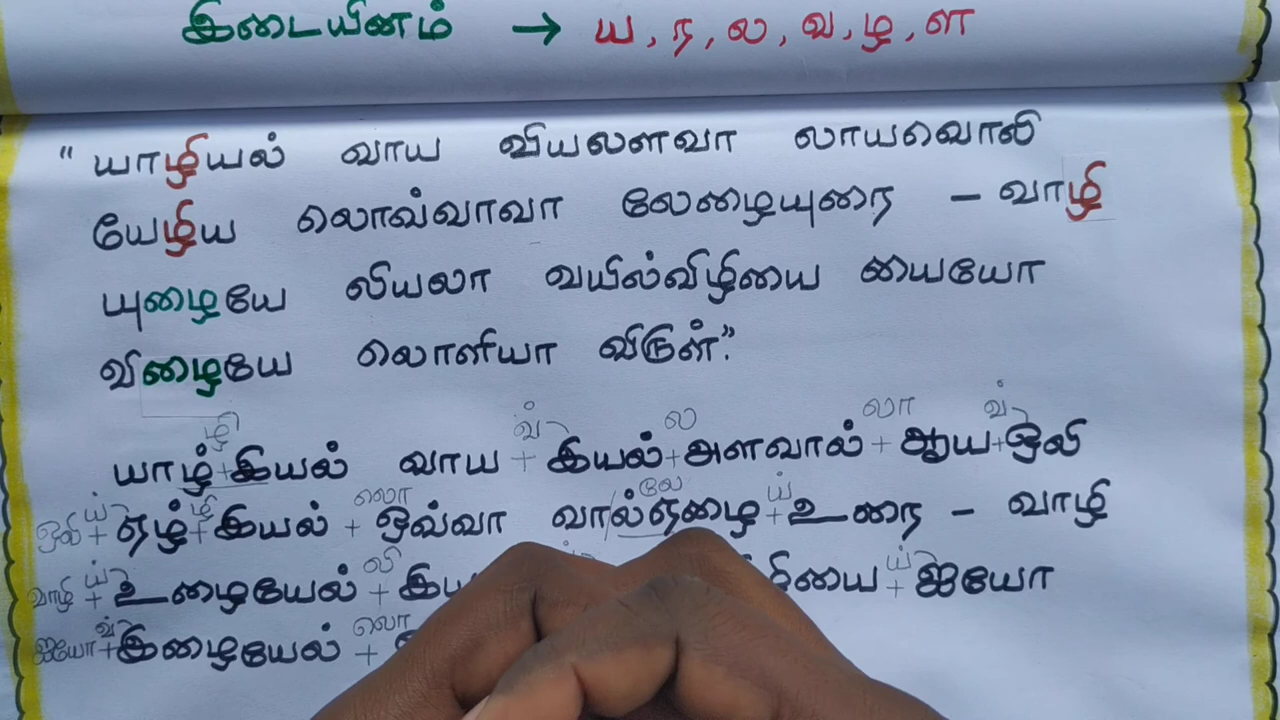 இடையினம் → ய, ந, ல, வ, ழ, ள
“ யாழியல் வாய வியலளவா லாயவொலி
யேழிய லொவ்வாவா லேழையுரை – வாழி
யுழையே லியலா வயில்விழியை யையோ
விழையே லொளியா விருள்.”
ழி வ் ல லா வ்
யாழ்+இயல் வாய + இயல்+அளவால் + ஆய+ஒலி
ய் ழி லொ லே ய்
ஒலி + ஏழ்+இயல் + ஒவ்வா வால்/ஏழை + உரை – வாழி
ய் லி ய்
வாழி + உழையேல் + இய ழியை + ஐயோ
வ் லொ
ஐயோ + இழையேல் +